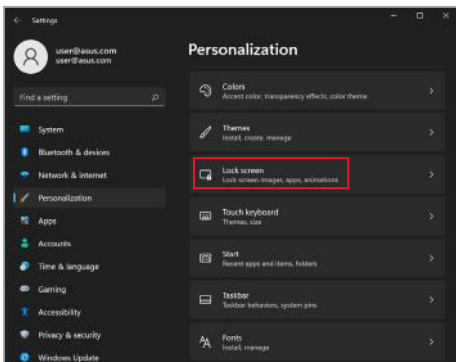 Settings
user@asus.com
user@asus.com
Find a setting
System
Bluetooth & devices
Network & internet
Personalization
Apps
Accounts
Time & language
Gaming
Accessibility
Privacy & security
Windows Update
Personalization
Colors
Accent color, transparency effects, color theme
Themes
Install, create, manage
Lock screen
Lock screen images, apps, animations
Touch keyboard
Themes, size
Start
Recent apps and items, folders
Taskbar
Taskbar behaviors, system pins
Fonts
Install, manage